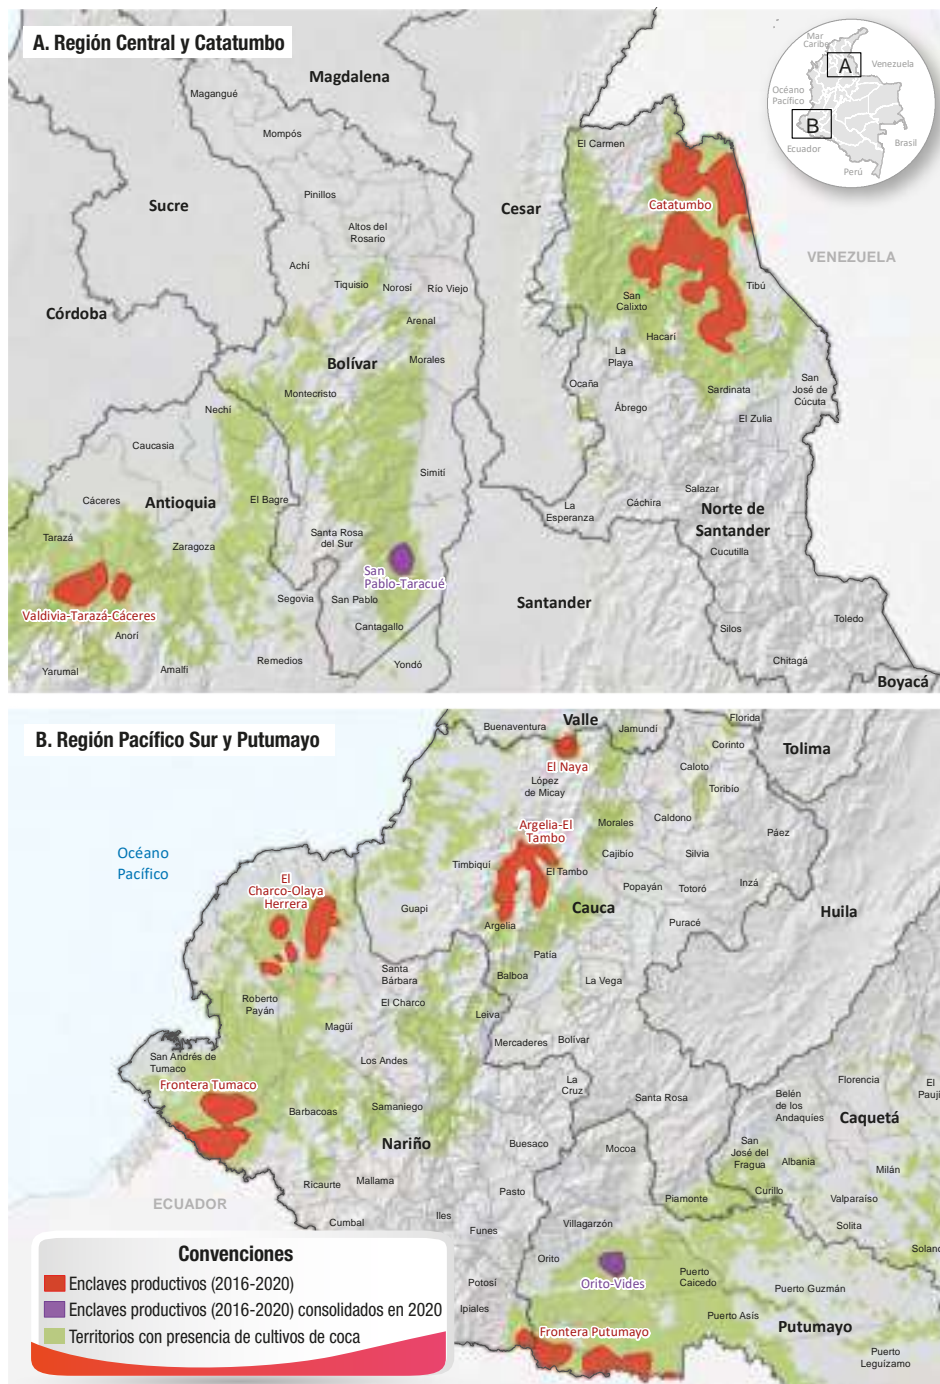 A. Región Central y Catatumbo
Mar
Caribe
Venezuela
Océano
Pacífico
A
B
Ecuador
Brasil
Perú
Magdalena
Magangué
Mompós
El Carmen
Pinillos
Sucre
Cesar
Catatumbo
Altos del
Rosario
VENEZUELA
Achí
Tiquisio
Norosí
Río Viejo
Tibú
San
Calixto
Córdoba
Arenal
Hacarí
Bolívar
Morales
La
Playa
Ocaña
Sardinata
San
José de
Cúcuta
Montecristo
Nechí
Ábrego
El Zulia
Caucasia
Simití
Cáceres
Antioquia
El Bagre
La
Esperanza
Cáchira
Salazar
Norte de
Santander
Tarazá
Zaragoza
Santa Rosa
del Sur
Cucutilla
San
Pablo-Taracué
Valdivia-Tarazá-Cáceres
Segovia
San Pablo
Santander
Anorí
Cantagallo
Silos
Toledo
Yarumal
Amalfi
Remedios
Yondó
Chitagá
Boyacá
B. Región Pacífico Sur y Putumayo
Buenaventura
Valle
Jamundí
Florida
Corinto
Tolima
El Naya
Caloto
López
de Micay
Toribío
Argelia-El
Tambo
Morales
Caldono
Páez
Océano
Pacífico
Timbiquí
El Tambo
Cajibío
Silvia
El
Charco-Olaya
Herrera
Popayán
Totoró
Inzá
Guapi
Cauca
Huila
Argelia
Puracé
Patía
Santa
Bárbara
Balboa
La Vega
Roberto
Payán
El Charco
Leiva
Magüí
Mercaderes
Bolívar
San Andrés de
Tumaco
Los Andes
Frontera Tumaco
La
Cruz
Santa Rosa
Belén
de los
Andaquíes
Florencia
El
Pauji
Caquetá
Barbacoas
Samaniego
Nariño
Buesaco
Mocoa
San
José del
Fragua
Albania
Milán
Ricaurte
Mallama
Pasto
Piamonte
Curillo
Valparaíso
ECUADOR
Cumbal
Iles
Funes
Villagarzón
Solita
Solano
Orito
Puerto
Caicedo
Orito-Vides
Potosí
Puerto Guzmán
Ipiales
Puerto Asís
Putumayo
Frontera Putumayo
Puerto
Leguízamo
Convenciones
Enclaves productivos (2016-2020)
Enclaves productivos (2016-2020) consolidados en 2020
Territorios con presencia de cultivos de coca